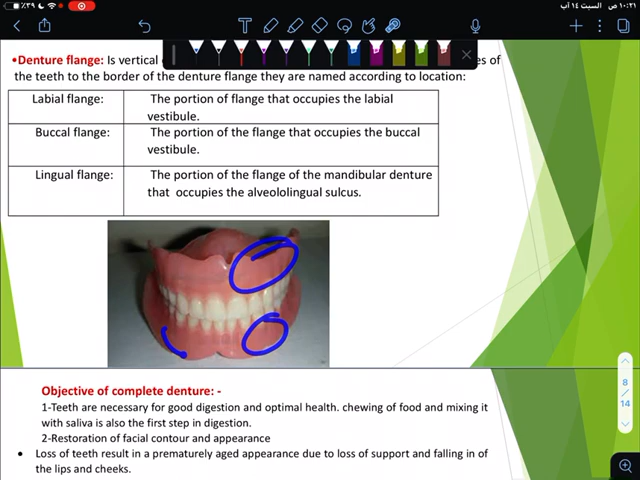 ٪٣٩
١٠:٢١ ص السبت ١٤ آب
•Denture flange: Is vertical es of
the teeth to the border of the denture flange they are named according to location:
Labial flange: The portion of flange that occupies the labial
vestibule.
Buccal flange: The portion of the flange that occupies the buccal
vestibule.
Lingual flange: The portion of the flange of the mandibular denture
that occupies the alveololingual sulcus.
Objective of complete denture: -
1-Teeth are necessary for good digestion and optimal health. chewing of food and mixing it
with saliva is also the first step in digestion.
2-Restoration of facial contour and appearance
• Loss of teeth result in a prematurely aged appearance due to loss of support and falling in of
the lips and cheeks.
8
14